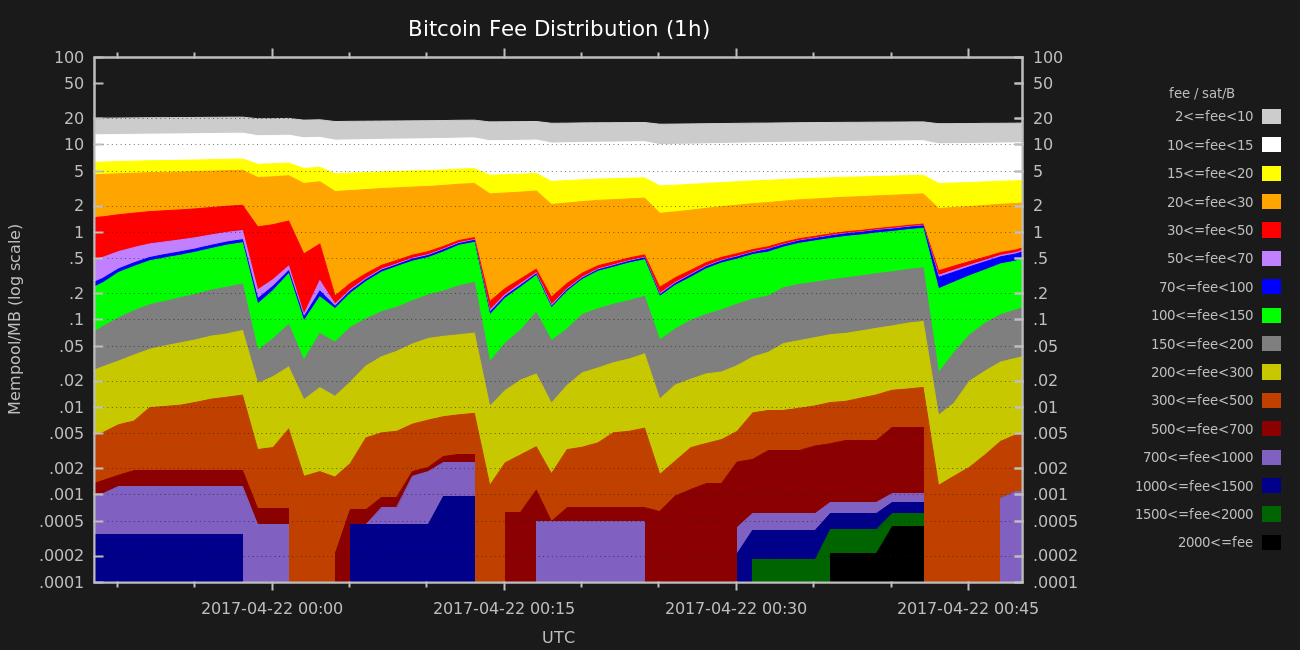 Bitcoin Fee Distribution (1h)
Mempool/MB (log scale)
100
50
20
10
5
2
1
.5
.2
.1
.05
.02
.01
.005
.002
.001
.0005
.0002
.0001
100
50
20
10
5
2
1
.5
.2
.1
.05
.02
.01
.005
.002
.001
.0005
.0002
.0001
2017-04-22 00:00
2017-04-22 00:15
2017-04-22 00:30
2017-04-22 00:45
UTC
fee / sat/B
2<=fee<10
10<=fee<15
15<=fee<20
20<=fee<30
30<=fee<50
50<=fee<70
70<=fee<100
100<=fee<150
150<=fee<200
200<=fee<300
300<=fee<500
500<=fee<700
700<=fee<1000
1000<=fee<1500
1500<=fee<2000
2000<=fee